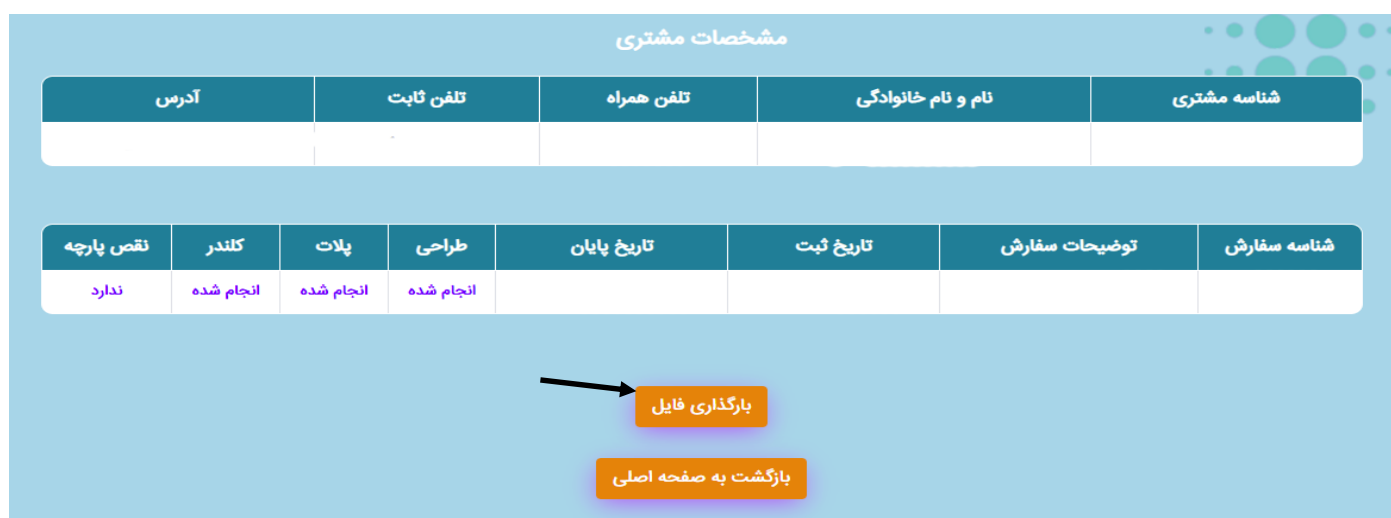 مشخصات مشتری
شناسه مشتری نام و نام خانوادگی تلفن همراه تلفن ثابت آدرس
شناسه سفارش توضیحات سفارش تاریخ ثبت تاریخ پایان طراحی پلات کلندر نقص پارچه
انجام شده انجام شده انجام شده ندارد
بارگذاری فایل
بازگشت به صفحه اصلی